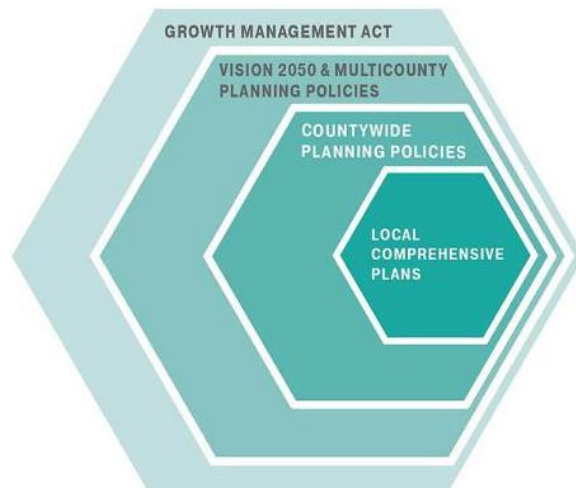 GROWTH MANAGEMENT ACT
VISION 2050 & MULTICOUNTY
PLANNING POLICIES
COUNTYWIDE
PLANNING POLICIES
LOCAL
COMPREHENSIVE
PLANS